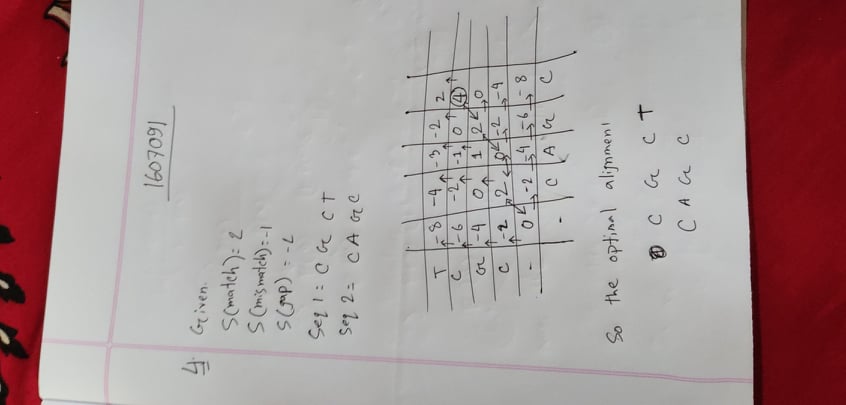 1607091
4. Given.
S(match) = 2
S(mismatch) = -1
S(gap) = -2
Seq 1 = C G C T
Seq 2 = C A G C
T -8 -4 -3 -2 2
C -6 -2 -1 0 4
G -4 0 1 2 0
C -2 2 0 -2 -4
- 0 -2 -4 -6 -8
- C A G C
So the optimal alignment
C G C T
C A G C